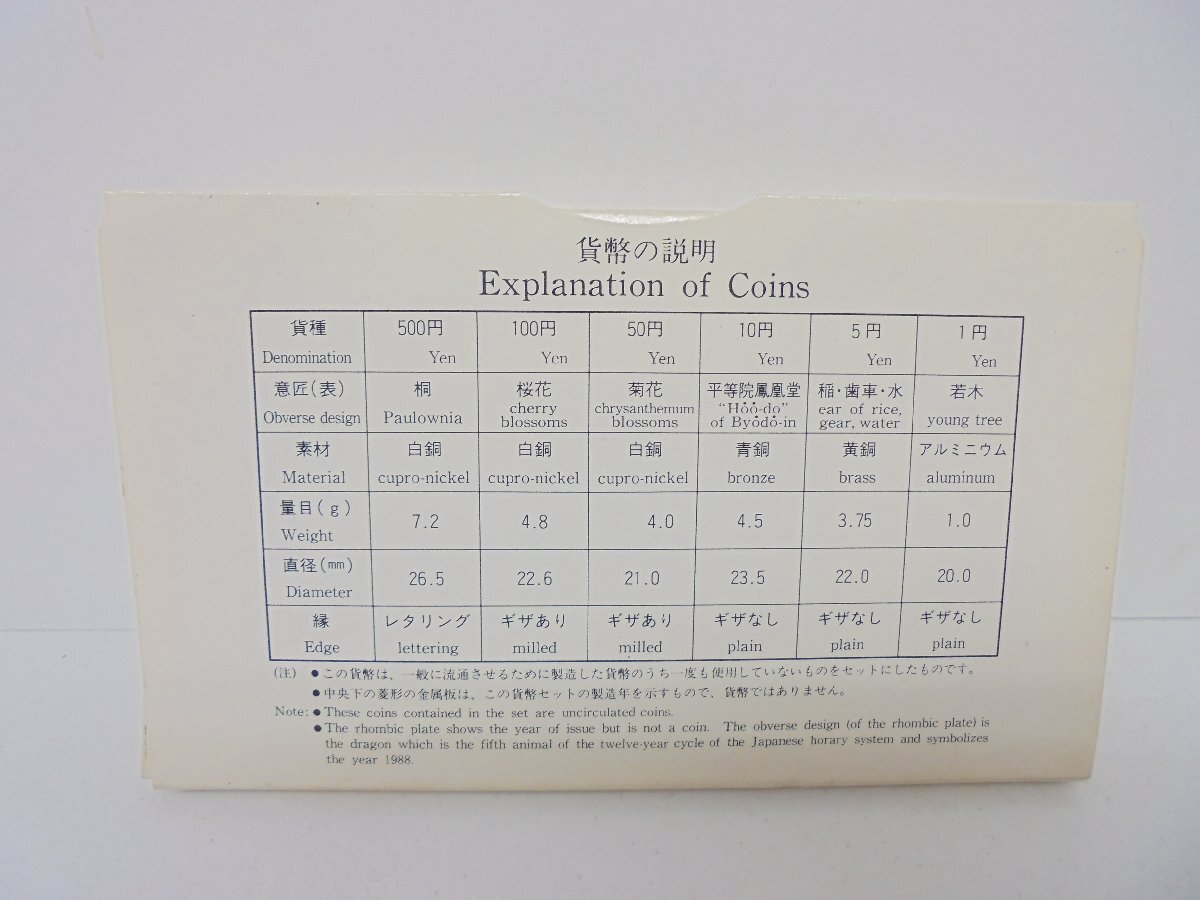 貨幣の説明
Explanation of Coins
貨種 500円 100円 50円 10円 5円 1円
Denomination Yen Yen Yen Yen Yen Yen
意匠(表) 桐 桜花 菊花 平等院鳳凰堂 稲・歯車・水 若木
Obverse design Paulownia cherry blossoms chrysanthemum blossoms “Hȯȯ-do” of Byȯdȯ-in ear of rice, gear, water young tree
素材 白銅 白銅 白銅 青銅 黄銅 アルミニウム
Material cupro-nickel cupro-nickel cupro-nickel bronze brass aluminum
量目(g) 7.2 4.8 4.0 4.5 3.75 1.0
Weight
直径(mm) 26.5 22.6 21.0 23.5 22.0 20.0
Diameter
縁 レタリング ギザあり ギザあり ギザなし ギザなし ギザなし
Edge lettering milled milled plain plain plain
(注) ●この貨幣は、一般に流通させるために製造した貨幣のうち一度も使用していないものをセットにしたものです。
●中央下の菱形の金属板は、この貨幣セットの製造年を示すもので、貨幣ではありません。
Note: ●These coins contained in the set are uncirculated coins.
●The rhombic plate shows the year of issue but is not a coin. The obverse design (of the rhombic plate) is
the dragon which is the fifth animal of the twelve-year cycle of the Japanese horary system and symbolizes
the year 1988.